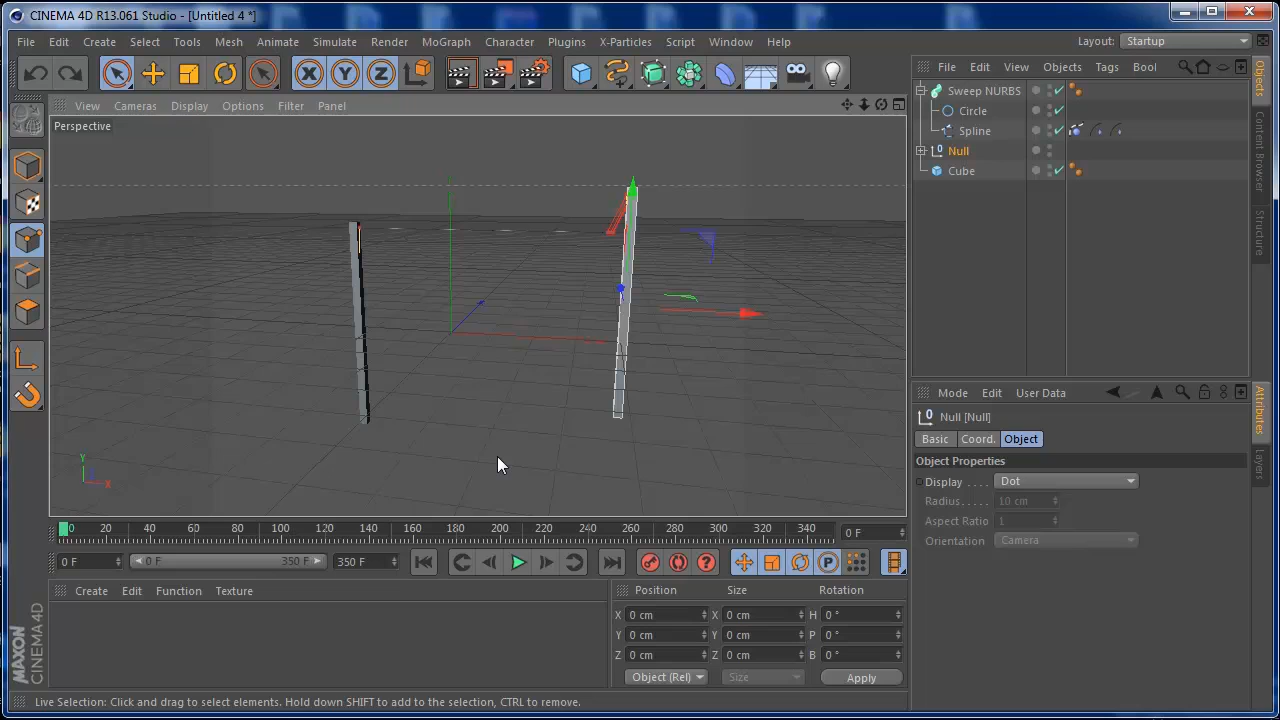 CINEMA 4D R13.061 Studio - [Untitled 4 *]
File Edit Create Select Tools Mesh Animate Simulate Render MoGraph Character Plugins X-Particles Script Window Help Layout: Startup
X Y Z
File Edit View Objects Tags Bool
View Cameras Display Options Filter Panel
Perspective
Sweep NURBS
Circle
Spline
Null
Cube
Objects
Content Browser
Structure
Mode Edit User Data
Null [Null]
Basic Coord. Object
Object Properties
Display . . . . Dot
Radius . . . . . 10 cm
Aspect Ratio 1
Orientation . Camera
Attributes
Layers
Y
X
0 20 40 60 80 100 120 140 160 180 200 220 240 260 280 300 320 340 0 F
0 F 0 F 350 F 350 F
P
Create Edit Function Texture
Position Size Rotation
X 0 cm X 0 cm H 0 °
Y 0 cm Y 0 cm P 0 °
Z 0 cm Z 0 cm B 0 °
Object (Rel) Size Apply
MAXON
CINEMA 4D
Live Selection: Click and drag to select elements. Hold down SHIFT to add to the selection, CTRL to remove.